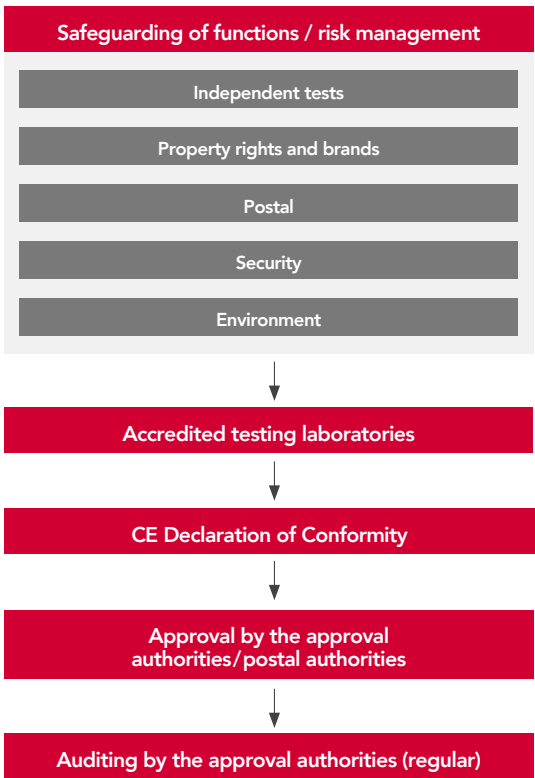 Safeguarding of functions / risk management
Independent tests
Property rights and brands
Postal
Security
Environment
Accredited testing laboratories
CE Declaration of Conformity
Approval by the approval
authorities/postal authorities
Auditing by the approval authorities (regular)